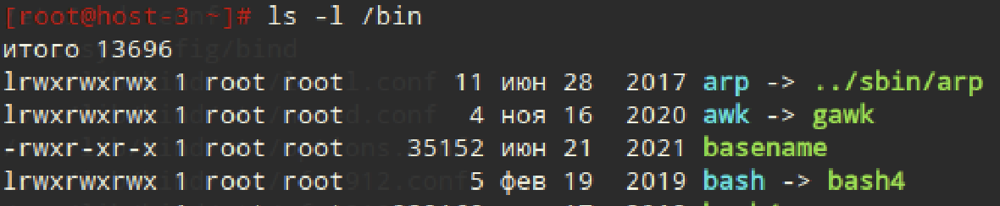 [root@host-3 ~]# ls -l /bin
итого 13696
lrwxrwxrwx 1 root root 11 июн 28 2017 arp -> ../sbin/arp
lrwxrwxrwx 1 root root 4 ноя 16 2020 awk -> gawk
-rwxr-xr-x 1 root root 35152 июн 21 2021 basename
lrwxrwxrwx 1 root root 5 фев 19 2019 bash -> bash4